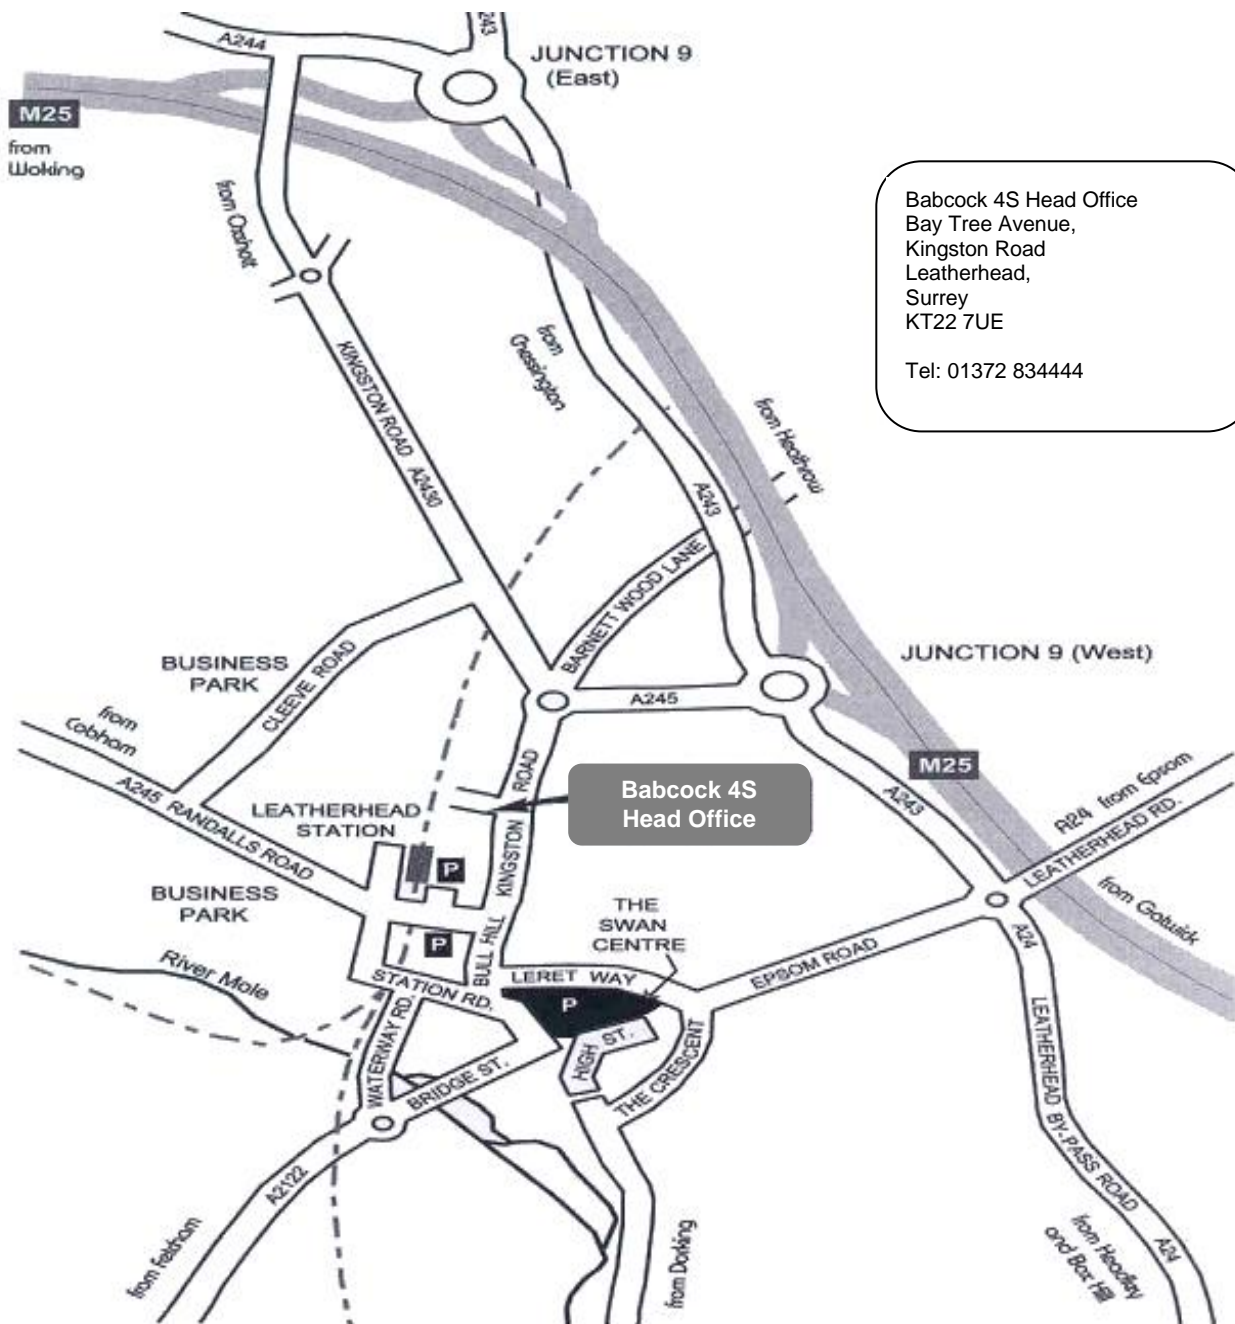 A244
243
JUNCTION 9
(East)
M25
from
Woking
from Oxshott
Babcock 4S Head Office
Bay Tree Avenue,
Kingston Road
Leatherhead,
Surrey
KT22 7UE
Tel: 01372 834444
from
Chessington
KINGSTON ROAD A2430
from Heathrow
A243
BARNETT WOOD LANE
JUNCTION 9 (West)
BUSINESS
PARK
CLEEVE ROAD
A245
from
Cobham
ROAD
M25
Babcock 4S
Head Office
A243
A24 from Epsom
LEATHERHEAD RD.
A245 RANDALLS ROAD
LEATHERHEAD
STATION
KINGSTON
P
BUSINESS
PARK
THE
SWAN
CENTRE
from Gatwick
P
BULL HILL
A24
EPSOM ROAD
LERET WAY
River Mole
STATION RD.
P
WATERWAY RD.
HIGH ST.
THE CRESCENT
BRIDGE ST.
LEATHERHEAD BY-PASS ROAD
A2122
from Fetcham
from Dorking
from Headley
and Box Hill
A24